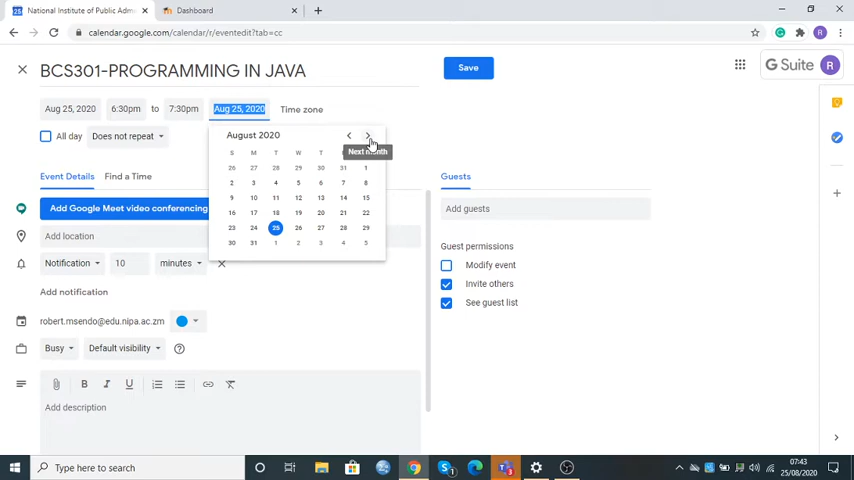 National Institute of Public Admi
Dashboard
calendar.google.com/calendar/r/eventedit?tab=cc
R
BCS301-PROGRAMMING IN JAVA
Save
G Suite
R
Aug 25, 2020
6:30pm
to
7:30pm
Aug 25, 2020
Time zone
All day
Does not repeat
August 2020
Next month
S M T W T F S
26 27 28 29 30 31 1
2 3 4 5 6 7 8
9 10 11 12 13 14 15
16 17 18 19 20 21 22
23 24 25 26 27 28 29
30 31 1 2 3 4 5
Event Details
Find a Time
Guests
Add Google Meet video conferencing
Add guests
Add location
Guest permissions
Notification
10
minutes
Modify event
Invite others
Add notification
See guest list
robert.msendo@edu.nipa.ac.zm
Busy
Default visibility
B I U
Add description
Type here to search
07:43
25/08/2020